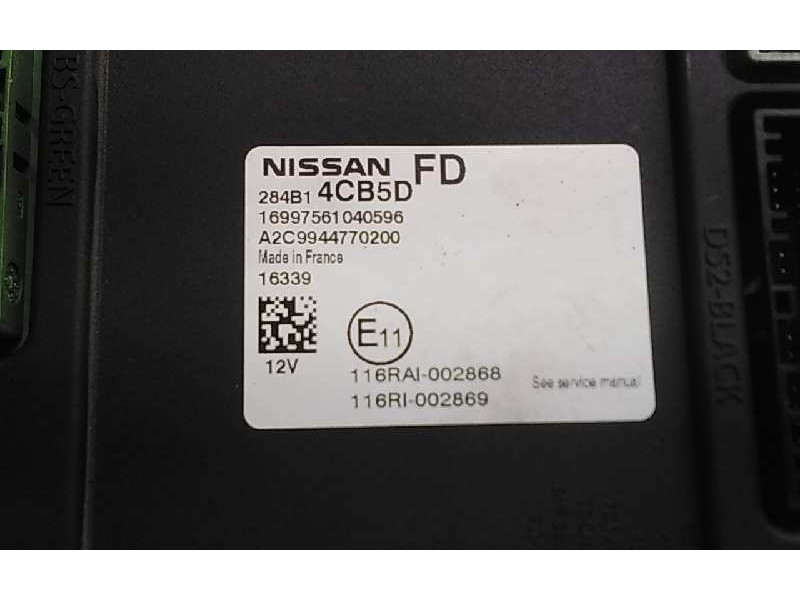 BS-GREEN
NISSAN FD
284B1 4CB5D
16997561040596
A2C9944770200
Made in France
16339
E11
12V
116RAI-002868
116RI-002869
See service manual
D52-BLACK